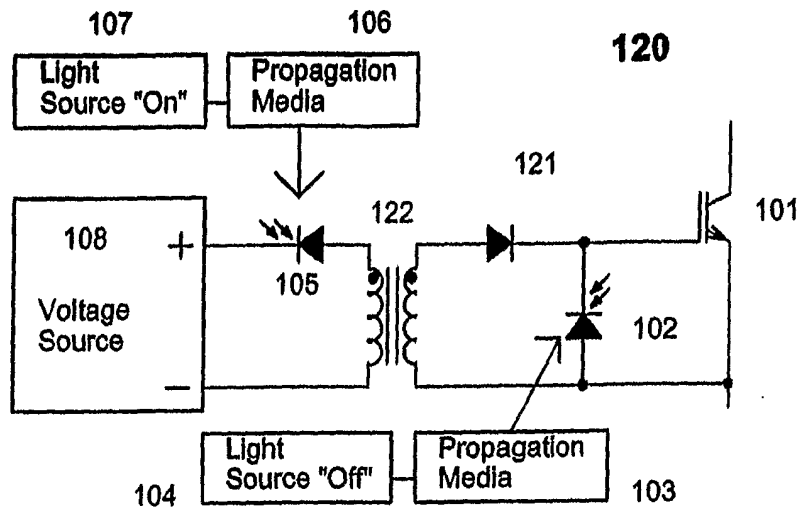 107
106
120
Light
Source "On"
Propagation
Media
121
108
+
122
101
105
Voltage
Source
102
−
Light
Source "Off"
Propagation
Media
104
103